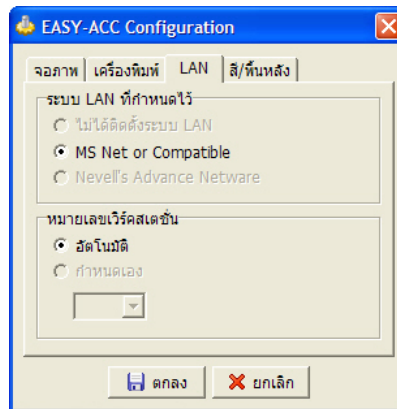 EASY-ACC Configuration
จอภาพ เครื่องพิมพ์ LAN สี/พื้นหลัง
ระบบ LAN ที่กำหนดไว้
ไม่ได้ติดตั้งระบบ LAN
MS Net or Compatible
Nevell's Advance Netware
หมายเลขเวิร์คสเตชั่น
อัตโนมัติ
กำหนดเอง
ตกลง ยกเลิก